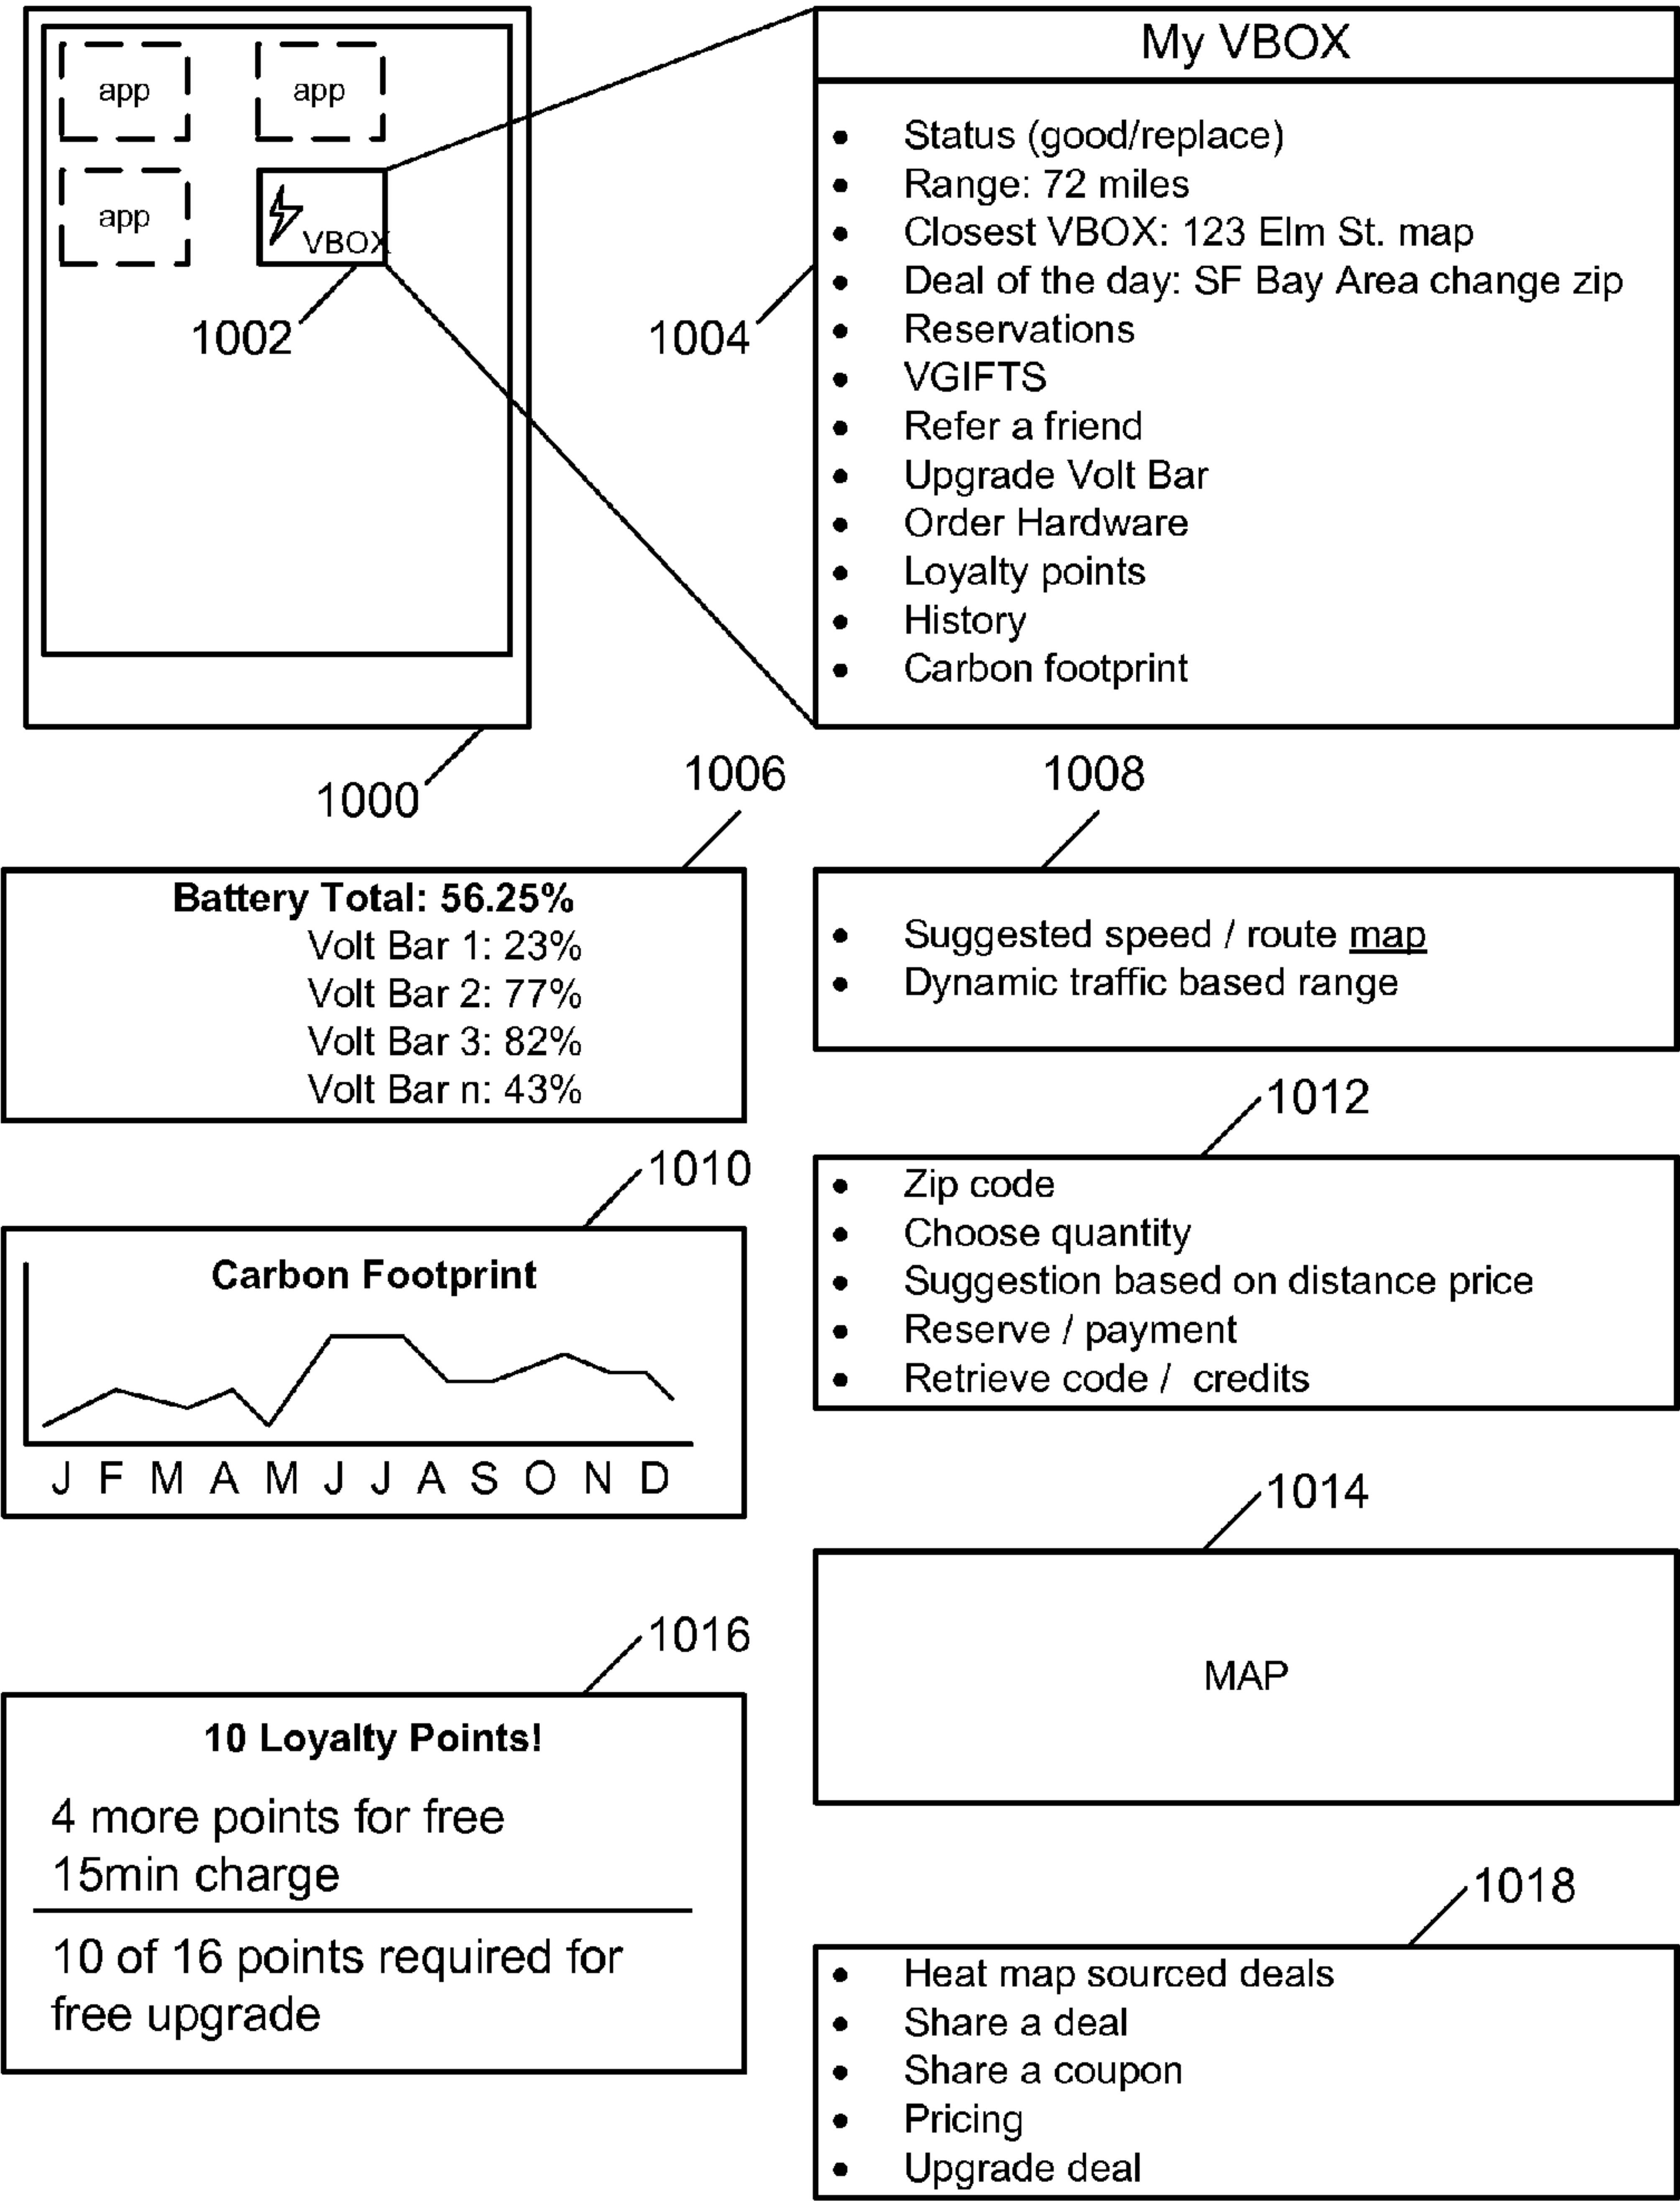 app
app
app
VBOX
1002
1000
My VBOX
• Status (good/replace)
• Range: 72 miles
• Closest VBOX: 123 Elm St. map
• Deal of the day: SF Bay Area change zip
• Reservations
• VGIFTS
• Refer a friend
• Upgrade Volt Bar
• Order Hardware
• Loyalty points
• History
• Carbon footprint
1004
1006
Battery Total: 56.25%
Volt Bar 1: 23%
Volt Bar 2: 77%
Volt Bar 3: 82%
Volt Bar n: 43%
1008
• Suggested speed / route map
• Dynamic traffic based range
1010
Carbon Footprint
J F M A M J J A S O N D
1012
• Zip code
• Choose quantity
• Suggestion based on distance price
• Reserve / payment
• Retrieve code / credits
1014
MAP
1016
10 Loyalty Points!
4 more points for free
15min charge
10 of 16 points required for
free upgrade
1018
• Heat map sourced deals
• Share a deal
• Share a coupon
• Pricing
• Upgrade deal